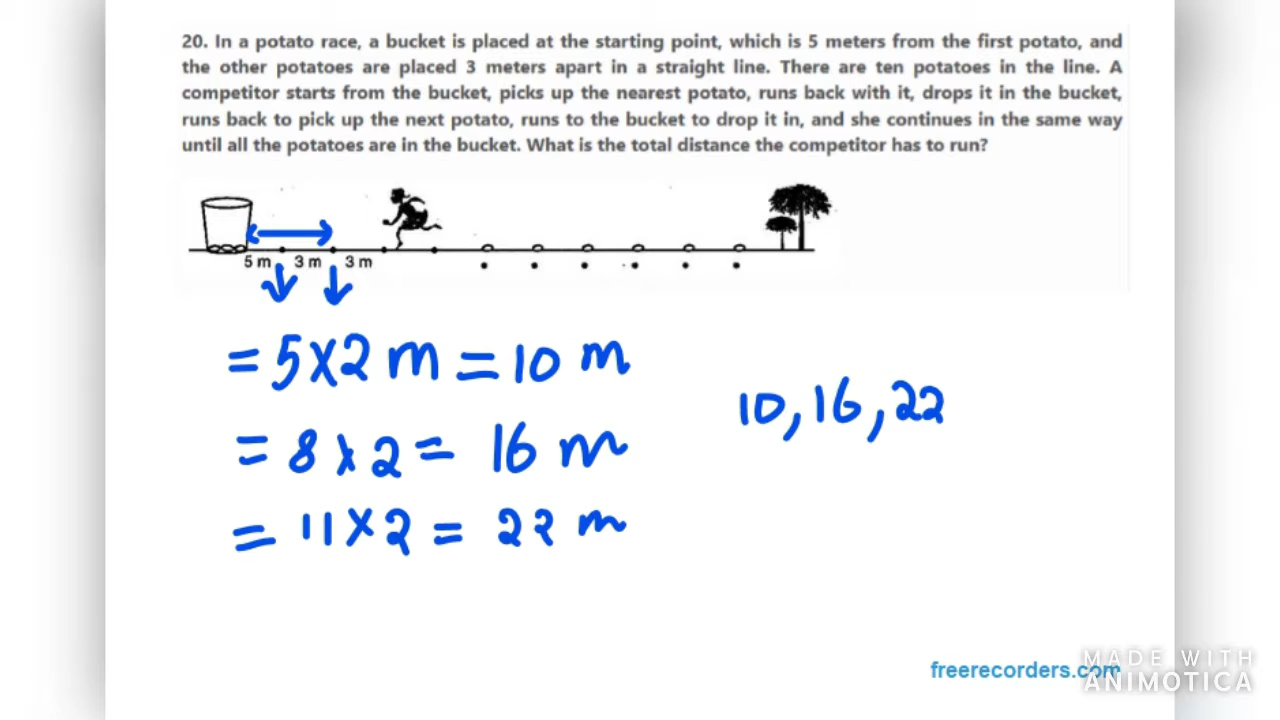 20. In a potato race, a bucket is placed at the starting point, which is 5 meters from the first potato, and
the other potatoes are placed 3 meters apart in a straight line. There are ten potatoes in the line. A
competitor starts from the bucket, picks up the nearest potato, runs back with it, drops it in the bucket,
runs back to pick up the next potato, runs to the bucket to drop it in, and she continues in the same way
until all the potatoes are in the bucket. What is the total distance the competitor has to run?
5 m 3 m 3 m
= 5 × 2 m = 10 m
10, 16, 22
= 8 × 2 = 16 m
= 11 × 2 = 22 m
freerecorders.com
MADE WITH
ANIMOTICA